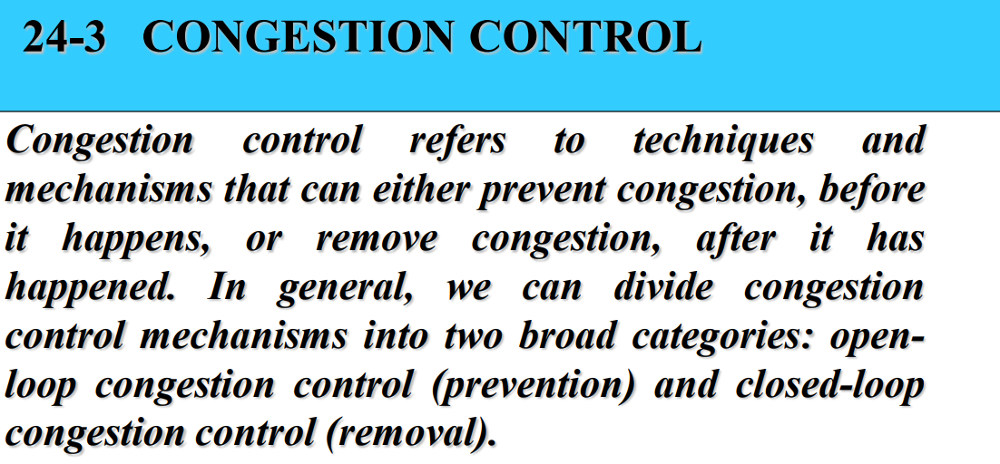 24-3 CONGESTION CONTROL
Congestion control refers to techniques and
mechanisms that can either prevent congestion, before
it happens, or remove congestion, after it has
happened. In general, we can divide congestion
control mechanisms into two broad categories: open-
loop congestion control (prevention) and closed-loop
congestion control (removal).